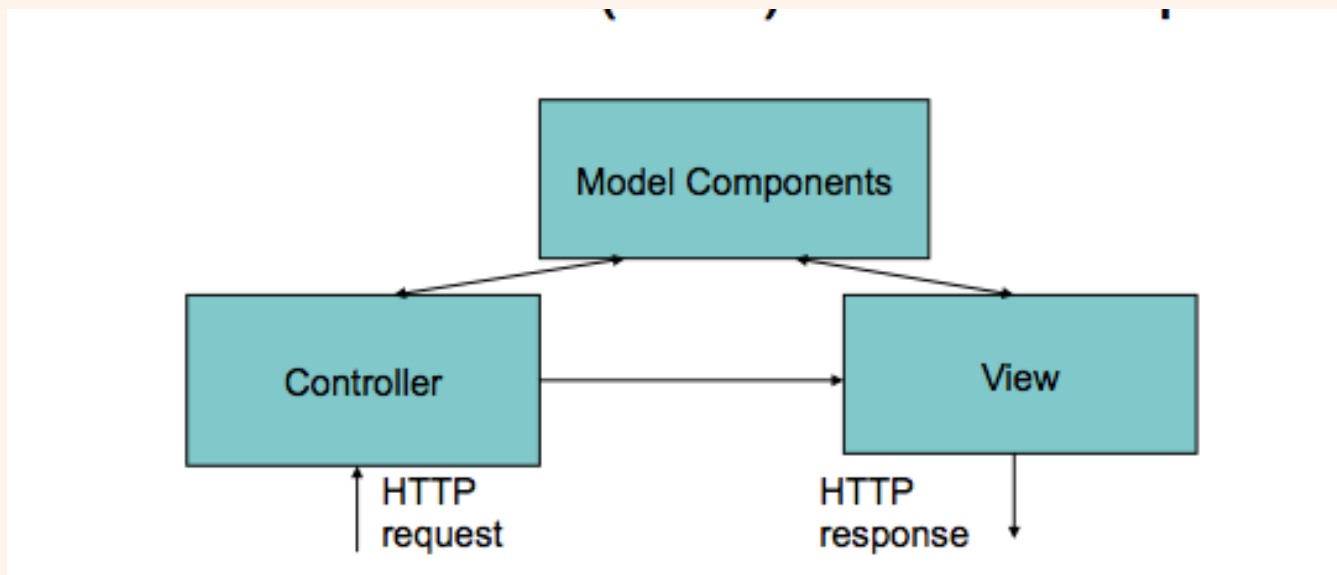 Model Components
Controller
View
HTTP
request
HTTP
response